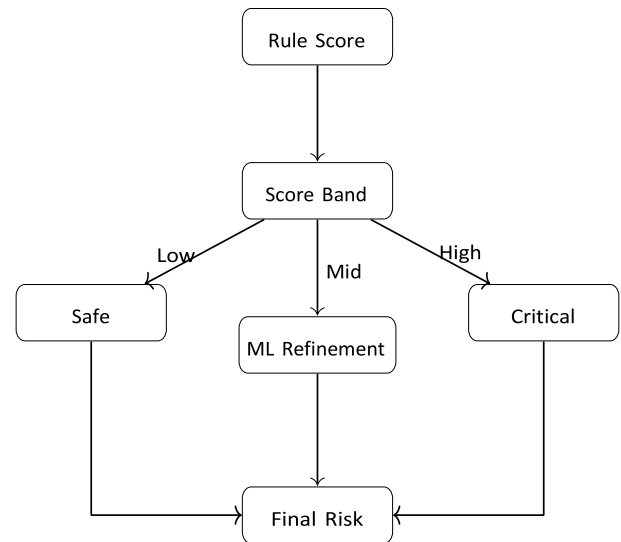 Rule Score
Score Band
Low
High
Mid
Safe
Critical
ML Refinement
Final Risk